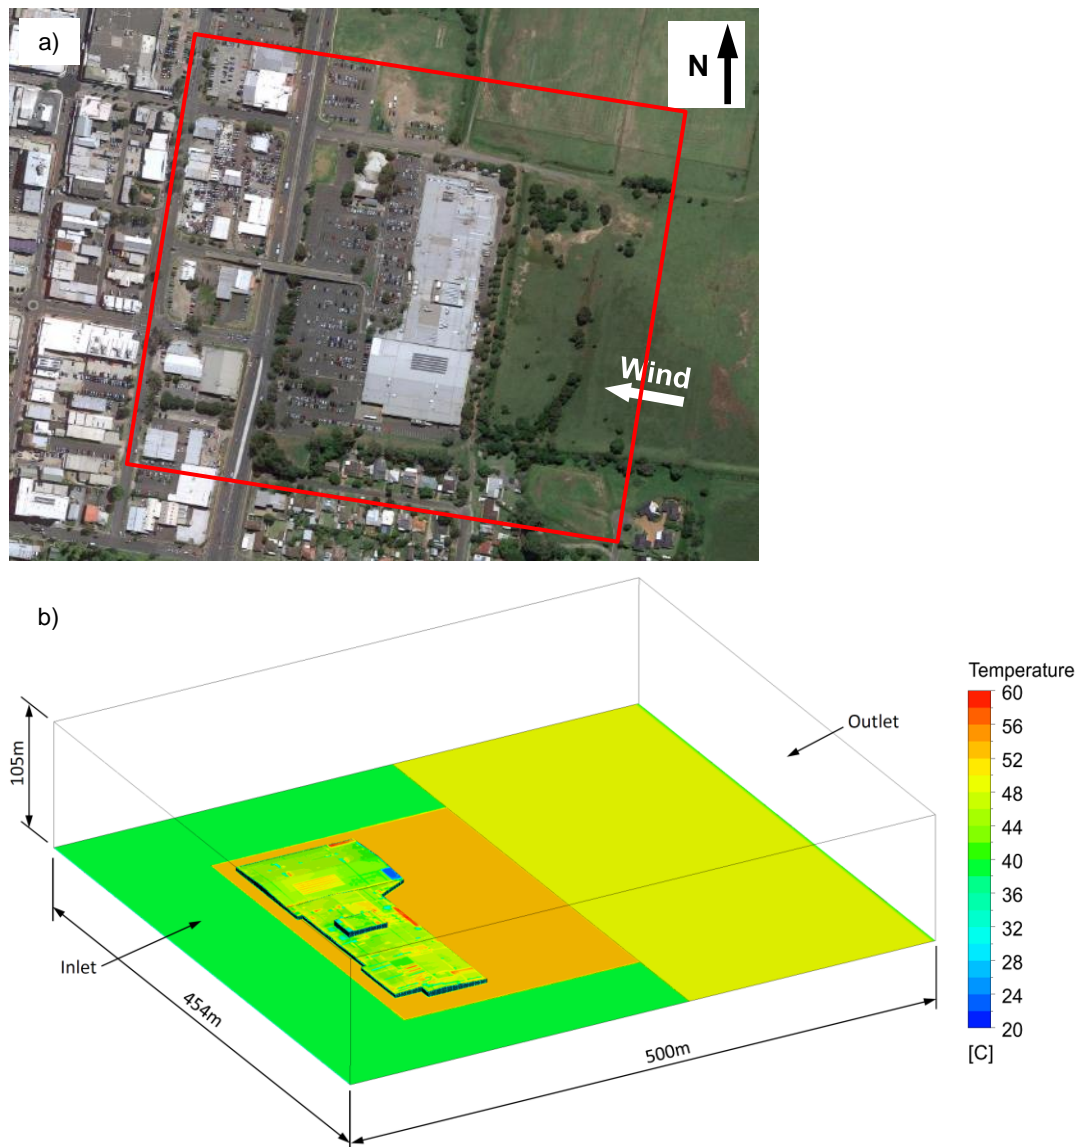 a)
N
Wind
b)
Temperature
60
56
52
48
44
40
36
32
28
24
20
[C]
105m
Outlet
Inlet
454m
500m